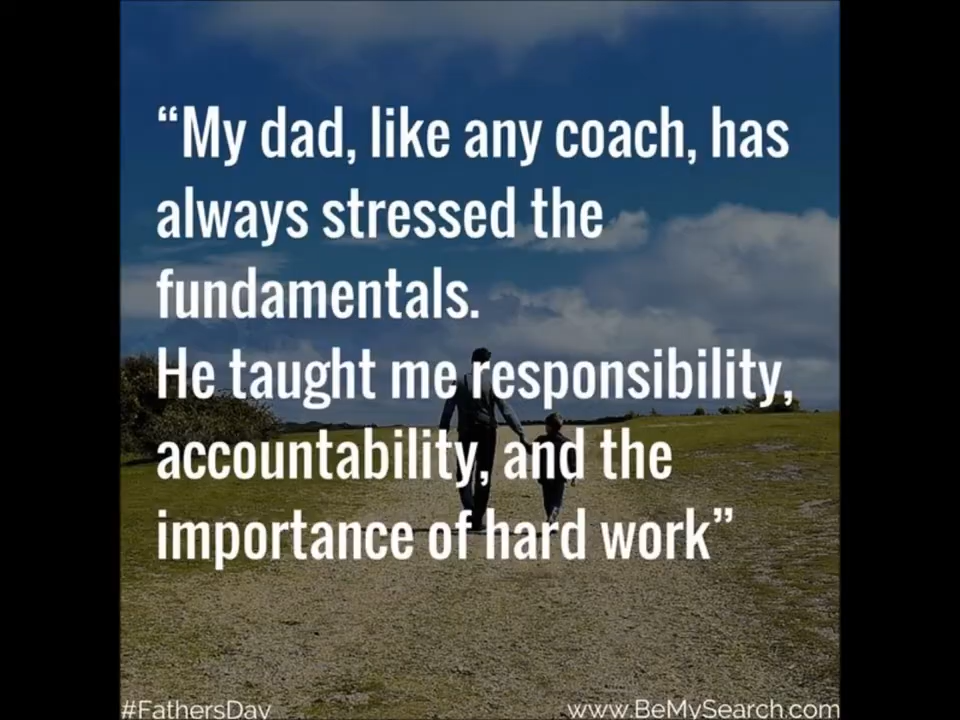 “My dad, like any coach, has
always stressed the
fundamentals.
He taught me responsibility,
accountability, and the
importance of hard work”
#FathersDay
www.BeMySearch.com